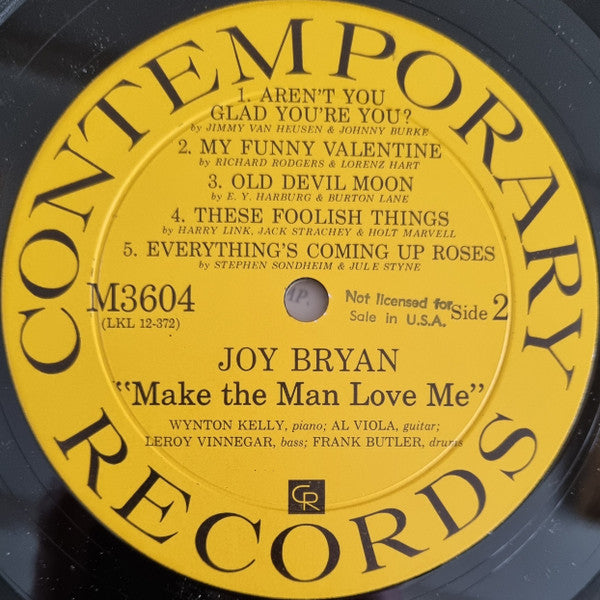 CONTEMPORARY
1. AREN'T YOU
GLAD YOU'RE YOU?
by JIMMY VAN HEUSEN & JOHNNY BURKE
2. MY FUNNY VALENTINE
by RICHARD RODGERS & LORENZ HART
3. OLD DEVIL MOON
by E. Y. HARBURG & BURTON LANE
4. THESE FOOLISH THINGS
by HARRY LINK, JACK STRACHEY & HOLT MARVELL
5. EVERYTHING'S COMING UP ROSES
by STEPHEN SONDHEIM & JULE STYNE
M3604
(LKL 12-372)
Not licensed for
Sale in U.S.A.
Side 2
JOY BRYAN
"Make the Man Love Me"
WYNTON KELLY, piano; AL VIOLA, guitar;
LEROY VINNEGAR, bass; FRANK BUTLER, drums
CR
RECORDS